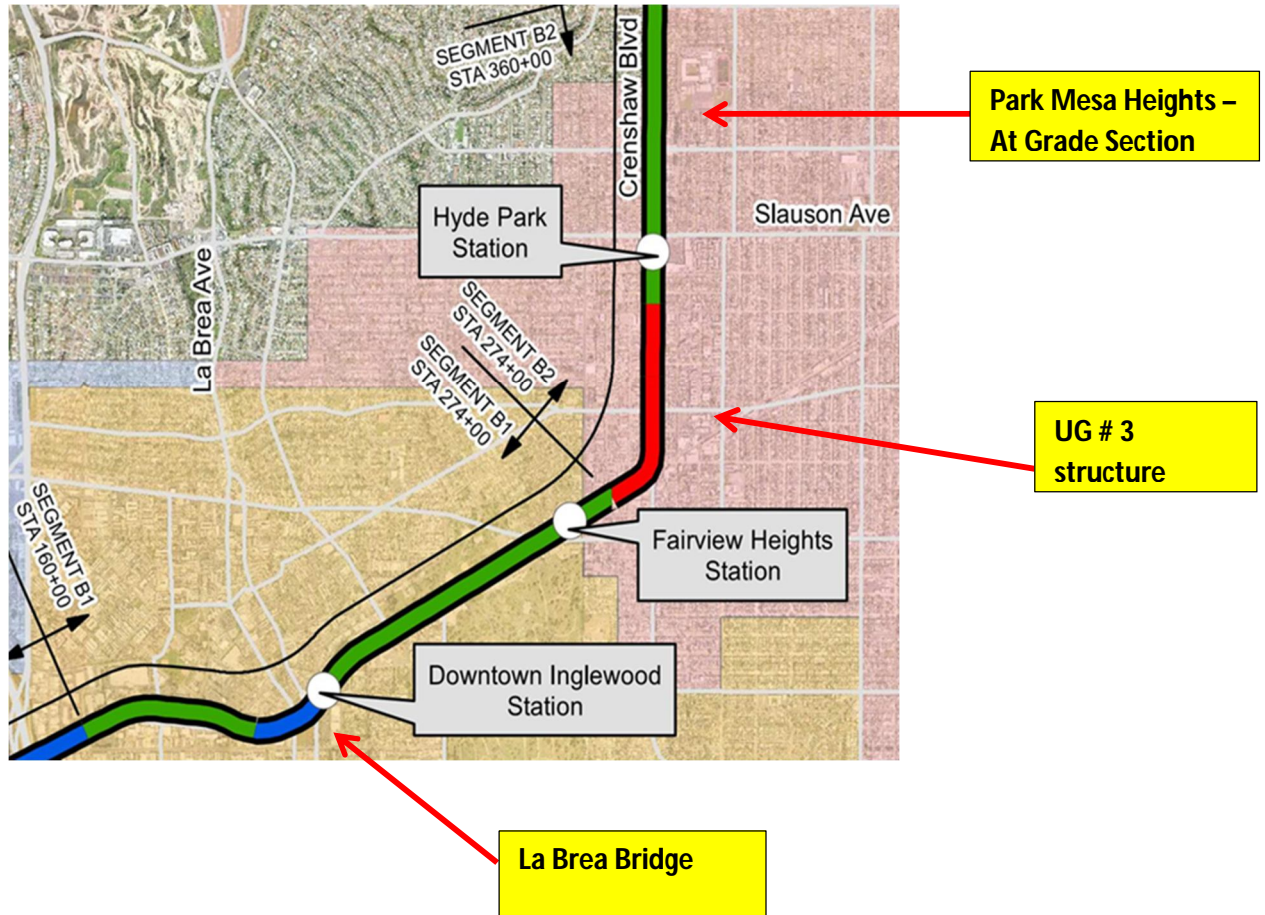 SEGMENT B2
STA 360+00
Crenshaw Blvd
Park Mesa Heights –
At Grade Section
Hyde Park
Station
Slauson Ave
La Brea Ave
SEGMENT B2
STA 274+00
SEGMENT B1
STA 274+00
UG # 3
structure
SEGMENT B1
STA 160+00
Fairview Heights
Station
Downtown Inglewood
Station
La Brea Bridge